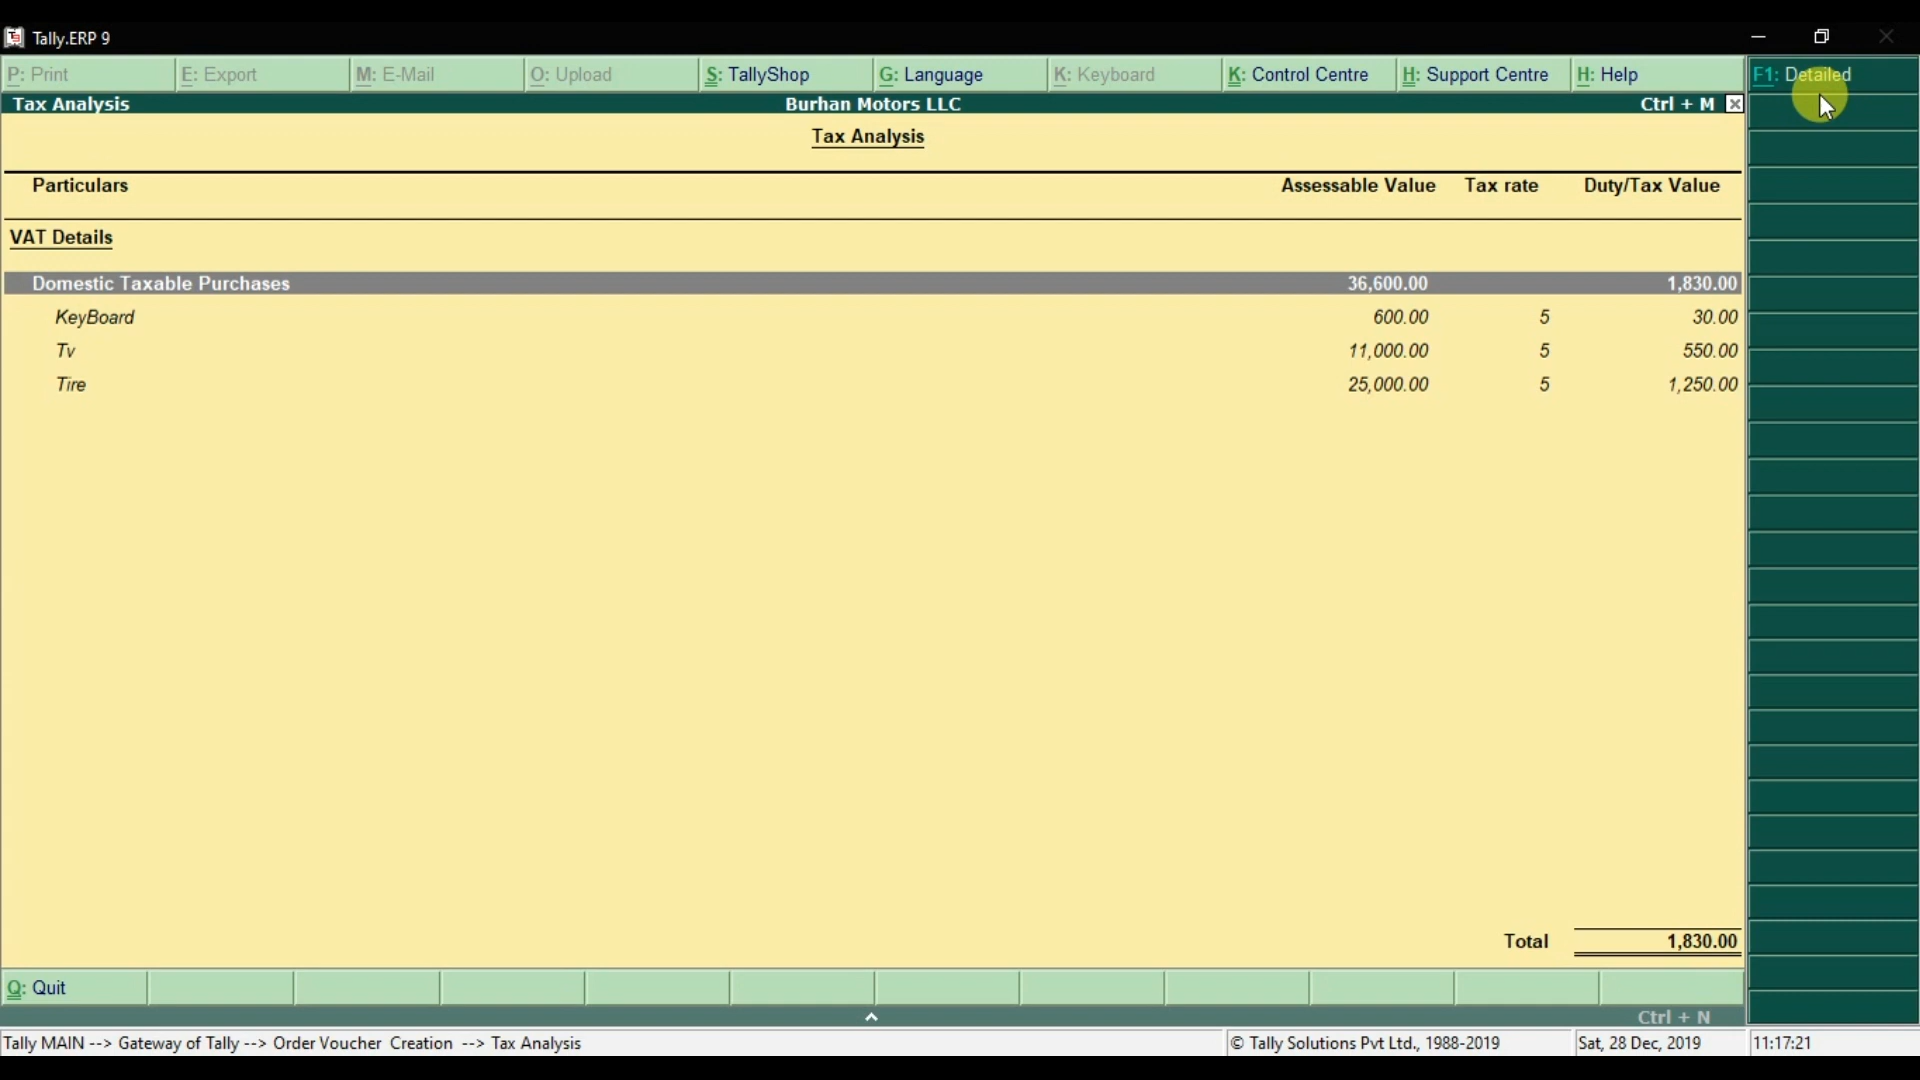 Tally.ERP 9
P: Print E: Export M: E-Mail O: Upload S: TallyShop G: Language K: Keyboard K: Control Centre H: Support Centre H: Help F1: Detailed
Tax Analysis Burhan Motors LLC Ctrl + M
Tax Analysis
Particulars Assessable Value Tax rate Duty/Tax Value
VAT Details
Domestic Taxable Purchases 36,600.00 1,830.00
KeyBoard 600.00 5 30.00
Tv 11,000.00 5 550.00
Tire 25,000.00 5 1,250.00
Total 1,830.00
Q: Quit
Ctrl + N
Tally MAIN --> Gateway of Tally --> Order Voucher Creation --> Tax Analysis © Tally Solutions Pvt Ltd., 1988-2019 Sat, 28 Dec, 2019 11:17:21